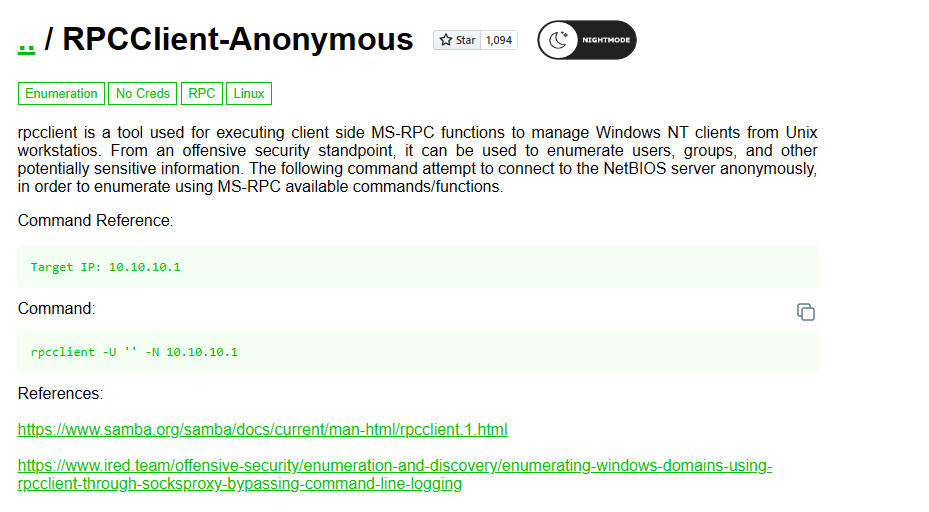 .. / RPCClient-Anonymous Star 1,094 NIGHTMODE
Enumeration No Creds RPC Linux
rpcclient is a tool used for executing client side MS-RPC functions to manage Windows NT clients from Unix
workstatios. From an offensive security standpoint, it can be used to enumerate users, groups, and other
potentially sensitive information. The following command attempt to connect to the NetBIOS server anonymously,
in order to enumerate using MS-RPC available commands/functions.
Command Reference:
Target IP: 10.10.10.1
Command:
rpcclient -U '' -N 10.10.10.1
References:
https://www.samba.org/samba/docs/current/man-html/rpcclient.1.html
https://www.ired.team/offensive-security/enumeration-and-discovery/enumerating-windows-domains-using-
rpcclient-through-socksproxy-bypassing-command-line-logging